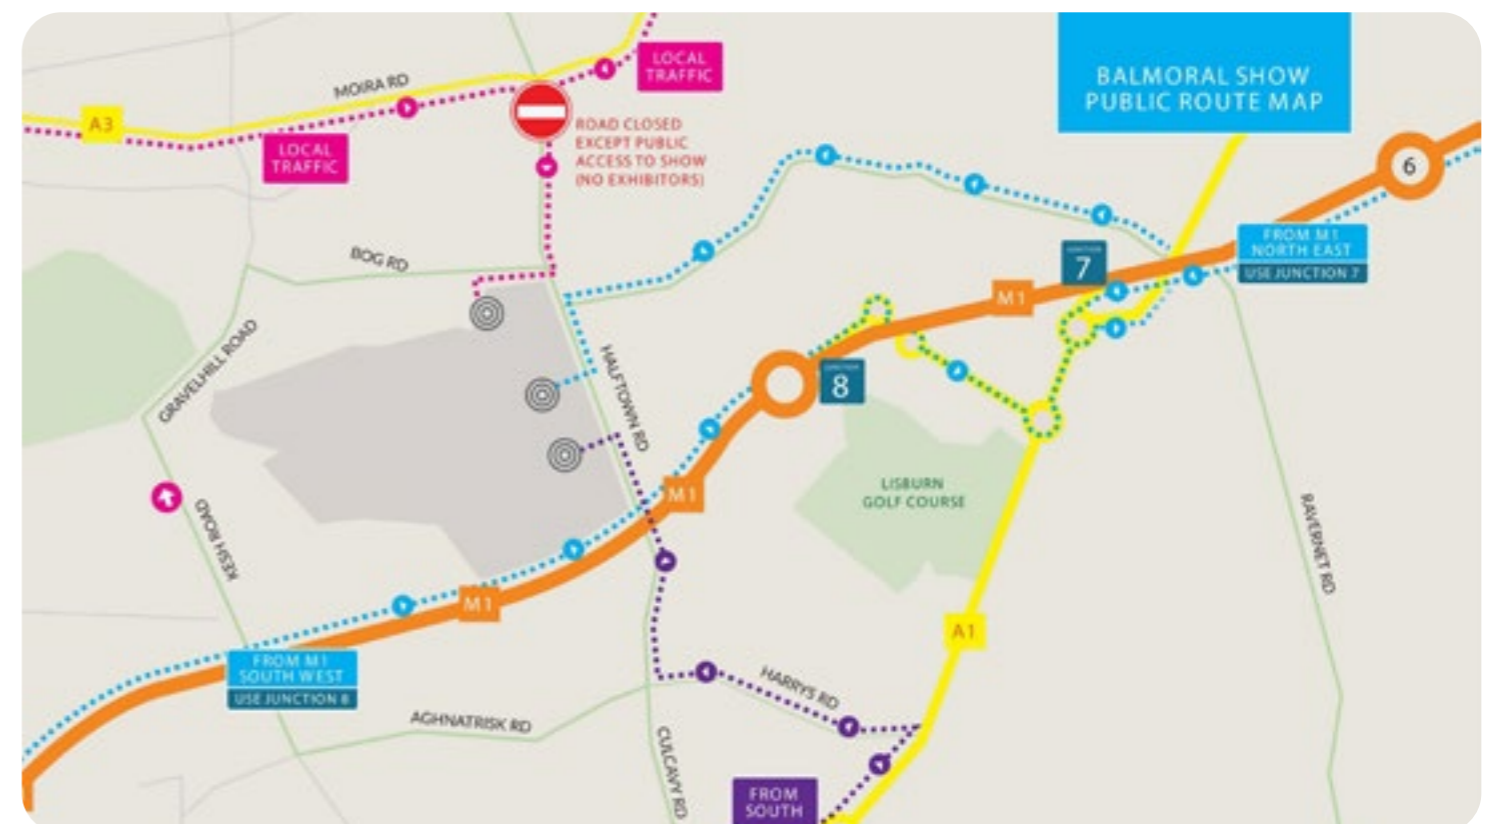 LOCAL
TRAFFIC
BALMORAL SHOW
PUBLIC ROUTE MAP
MOIRA RD
A3
ROAD CLOSED
EXCEPT PUBLIC
ACCESS TO SHOW
(NO EXHIBITORS)
LOCAL
TRAFFIC
6
FROM M1
NORTH EAST
USE JUNCTION 7
BOG RD
JUNCTION
7
M1
GRAVELHILL ROAD
HALFTOWN RD
JUNCTION
8
M1
LISBURN
GOLF COURSE
KESH ROAD
RAVERNET RD
M1
A1
FROM M1
SOUTH WEST
USE JUNCTION 8
HARRYS RD
AGHNATRISK RD
CULCAVY RD
FROM
SOUTH